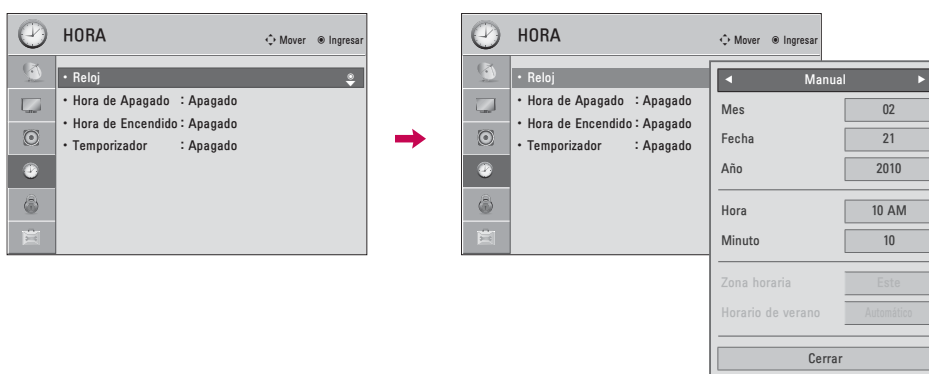 HORA
Mover Ingresar
• Reloj
• Hora de Apagado : Apagado
• Hora de Encendido : Apagado
• Temporizador : Apagado
HORA
Mover Ingresar
• Reloj
• Hora de Apagado : Apagado
• Hora de Encendido : Apagado
• Temporizador : Apagado
◄ Manual ►
Mes 02
Fecha 21
Año 2010
Hora 10 AM
Minuto 10
Zona horaria Este
Horario de verano Automático
Cerrar